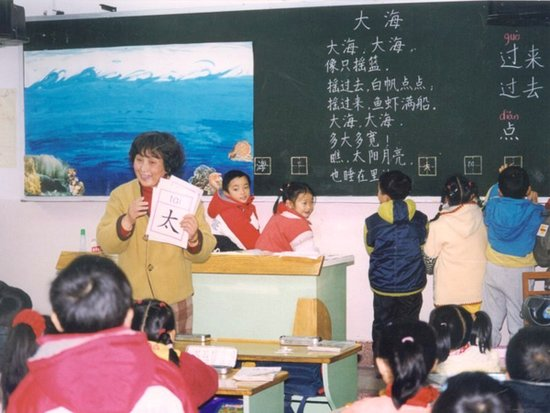 大海
大海，大海，
像只摇篮。
摇过去，白帆点点；
摇过来，鱼虾满船。
大海，大海，
多大多宽！
瞧，太阳月亮，
也睡在里
guò
过来
过去
diǎn
点
海
tài
太